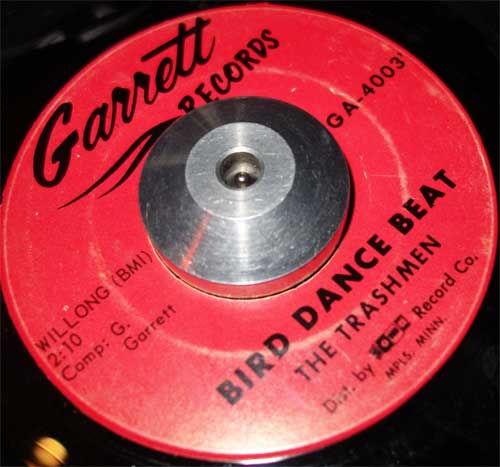 Garrett
RECORDS
GA-4003
WILLONG (BMI)
2:10
Comp: G.
Garrett
BIRD DANCE BEAT
THE TRASHMEN
Dist. by SOMA Record Co.
MPLS. MINN.